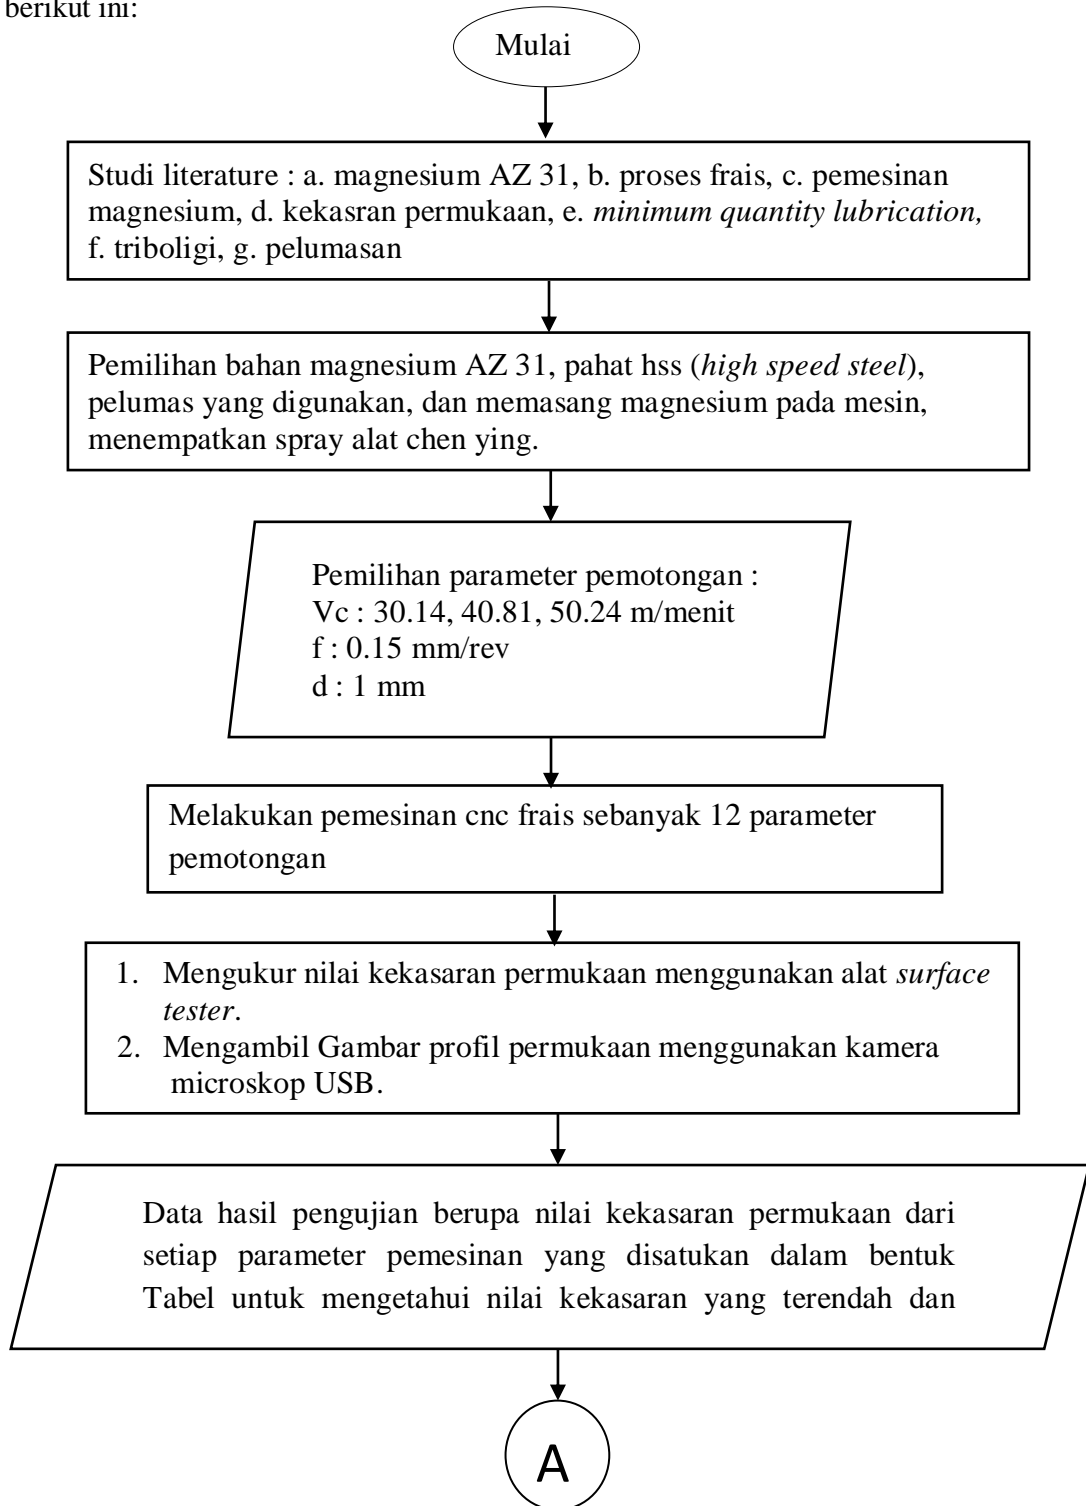 berikut ini:
Mulai
Studi literature : a. magnesium AZ 31, b. proses frais, c. pemesinan
magnesium, d. kekasran permukaan, e. minimum quantity lubrication,
f. triboligi, g. pelumasan
Pemilihan bahan magnesium AZ 31, pahat hss (high speed steel),
pelumas yang digunakan, dan memasang magnesium pada mesin,
menempatkan spray alat chen ying.
Pemilihan parameter pemotongan :
Vc : 30.14, 40.81, 50.24 m/menit
f : 0.15 mm/rev
d : 1 mm
Melakukan pemesinan cnc frais sebanyak 12 parameter
pemotongan
1. Mengukur nilai kekasaran permukaan menggunakan alat surface
tester.
2. Mengambil Gambar profil permukaan menggunakan kamera
microskop USB.
Data hasil pengujian berupa nilai kekasaran permukaan dari
setiap parameter pemesinan yang disatukan dalam bentuk
Tabel untuk mengetahui nilai kekasaran yang terendah dan
A